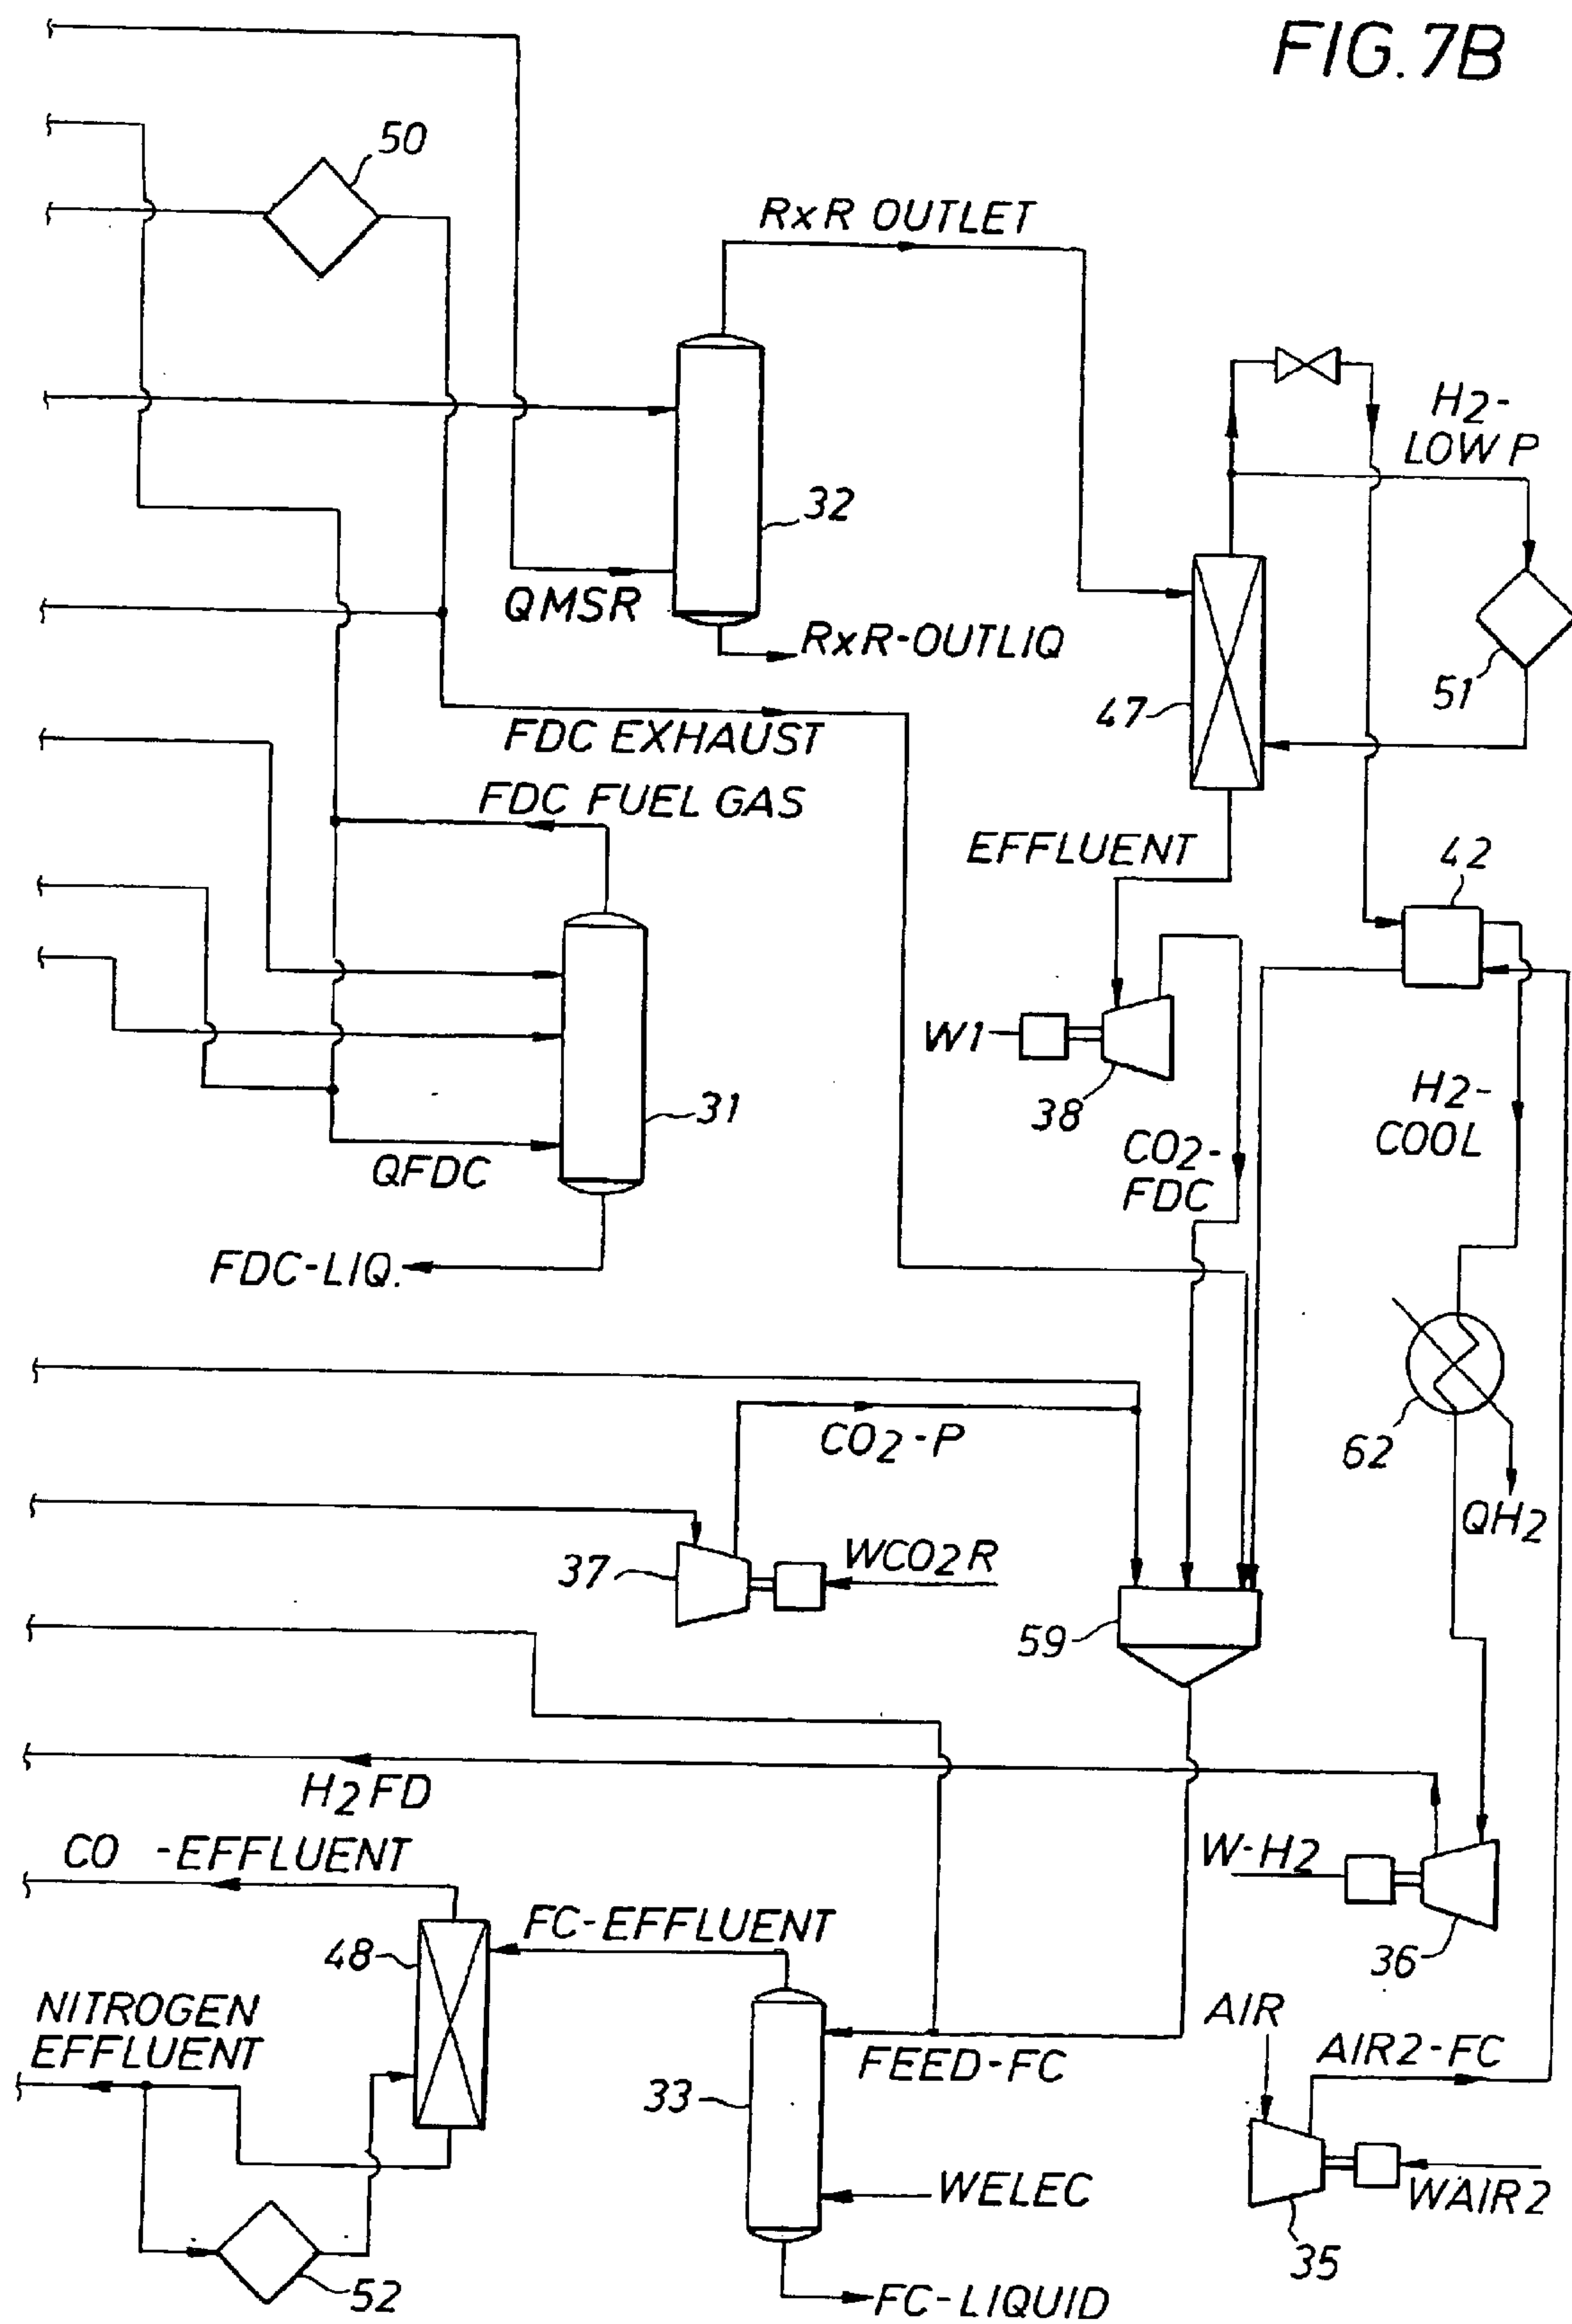 FIG. 7B
50
RxR OUTLET
H2-
LOW P
32
QMSR
RxR-OUTLIQ
51
47
FDC EXHAUST
FDC FUEL GAS
EFFLUENT
42
W1
38
31
H2-
COOL
CO2-
FDC
QFDC
FDC-LIQ.
CO2-P
62
QH2
37
WCO2R
59
H2FD
CO -EFFLUENT
W-H2
FC-EFFLUENT
48
36
NITROGEN
EFFLUENT
AIR
AIR2-FC
FEED-FC
33
WELEC
WAIR2
35
52
FC-LIQUID